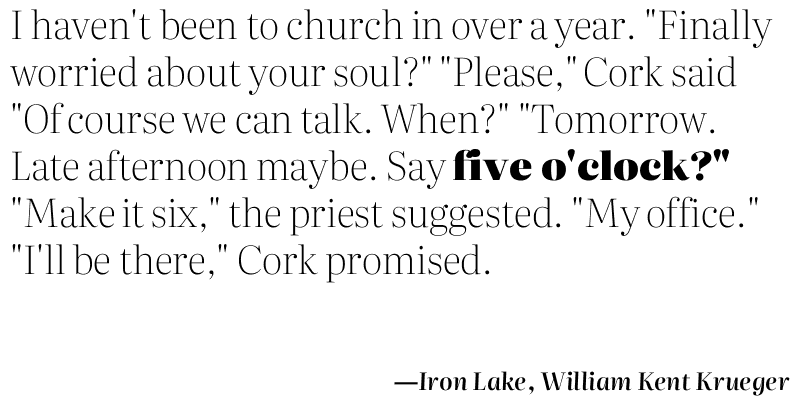 I haven't been to church in over a year. "Finally
worried about your soul?" "Please," Cork said
"Of course we can talk. When?" "Tomorrow.
Late afternoon maybe. Say five o'clock?"
"Make it six," the priest suggested. "My office."
"I'll be there," Cork promised.
—Iron Lake, William Kent Krueger